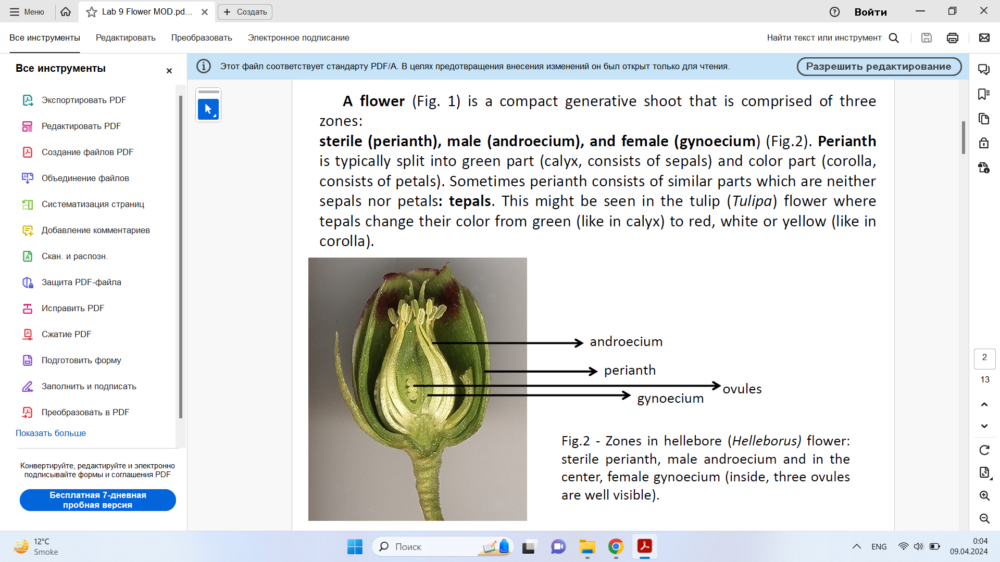 Меню
Lab 9 Flower MOD.pd...
Создать
Войти
Все инструменты
Редактировать
Преобразовать
Электронное подписание
Найти текст или инструмент
Все инструменты
Экспортировать PDF
Редактировать PDF
Создание файлов PDF
Объединение файлов
Систематизация страниц
Добавление комментариев
Скан. и распозн.
Защита PDF-файла
Исправить PDF
Сжатие PDF
Подготовить форму
Заполнить и подписать
Преобразовать в PDF
Показать больше
Конвертируйте, редактируйте и электронно
подписывайте формы и соглашения PDF
Бесплатная 7-дневная
пробная версия
Этот файл соответствует стандарту PDF/A. В целях предотвращения внесения изменений он был открыт только для чтения.
Разрешить редактирование
A flower (Fig. 1) is a compact generative shoot that is comprised of three
zones:
sterile (perianth), male (androecium), and female (gynoecium) (Fig.2). Perianth
is typically split into green part (calyx, consists of sepals) and color part (corolla,
consists of petals). Sometimes perianth consists of similar parts which are neither
sepals nor petals: tepals. This might be seen in the tulip (Tulipa) flower where
tepals change their color from green (like in calyx) to red, white or yellow (like in
corolla).
androecium
perianth
ovules
gynoecium
Fig.2 - Zones in hellebore (Helleborus) flower:
sterile perianth, male androecium and in the
center, female gynoecium (inside, three ovules
are well visible).
2
13
12°C
Smoke
Поиск
ENG
0:04
09.04.2024